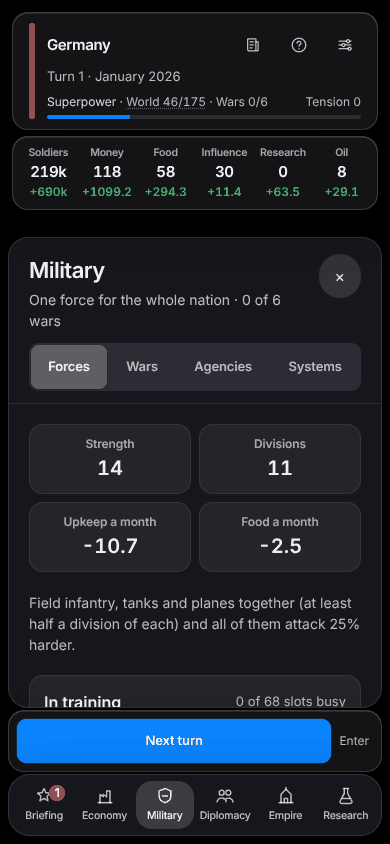 Germany
Turn 1 · January 2026
Superpower · World 46/175 · Wars 0/6 Tension 0
Soldiers Money Food Influence Research Oil
219k 118 58 30 0 8
+690k +1099.2 +294.3 +11.4 +63.5 +29.1
Military ×
One force for the whole nation · 0 of 6
wars
Forces Wars Agencies Systems
Strength Divisions
14 11
Upkeep a month Food a month
-10.7 -2.5
Field infantry, tanks and planes together (at least
half a division of each) and all of them attack 25%
harder.
In training 0 of 68 slots busy
Next turn Enter
1
Briefing Economy Military Diplomacy Empire Research